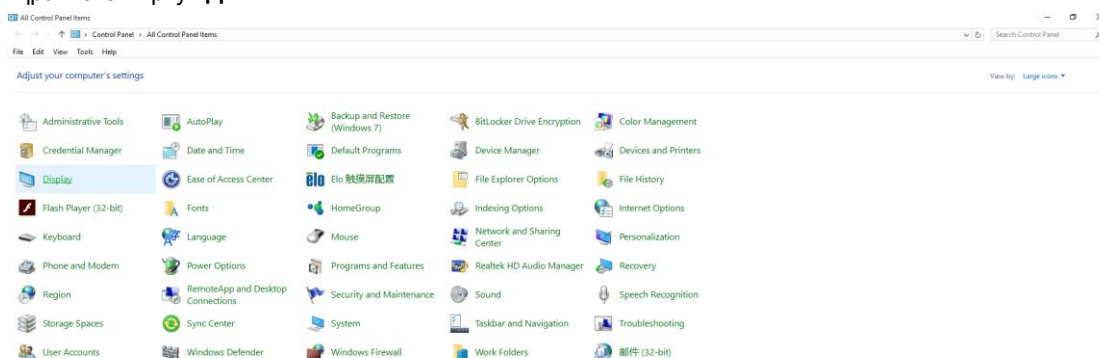 All Control Panel Items
Control Panel > All Control Panel Items
Search Control Panel
File Edit View Tools Help
Adjust your computer's settings
View by: Large icons
Administrative Tools
AutoPlay
Backup and Restore
(Windows 7)
BitLocker Drive Encryption
Color Management
Credential Manager
Date and Time
Default Programs
Device Manager
Devices and Printers
Display
Ease of Access Center
elo Elo 触摸屏配置
File Explorer Options
File History
Flash Player (32-bit)
Fonts
HomeGroup
Indexing Options
Internet Options
Keyboard
Language
Mouse
Network and Sharing
Center
Personalization
Phone and Modem
Power Options
Programs and Features
Realtek HD Audio Manager
Recovery
Region
RemoteApp and Desktop
Connections
Security and Maintenance
Sound
Speech Recognition
Storage Spaces
Sync Center
System
Taskbar and Navigation
Troubleshooting
User Accounts
Windows Defender
Windows Firewall
Work Folders
邮件 (32-bit)